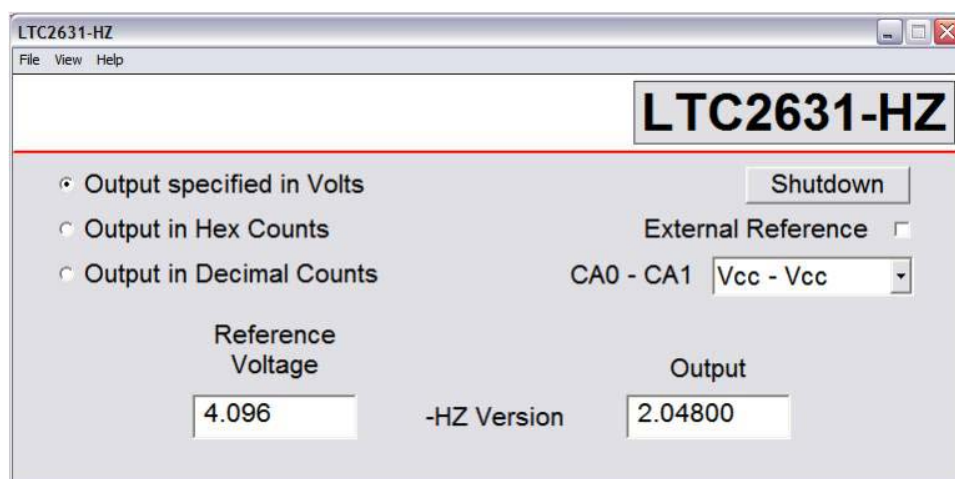 LTC2631-HZ
File View Help
LTC2631-HZ
Output specified in Volts
Shutdown
Output in Hex Counts
External Reference
Output in Decimal Counts
CA0 - CA1 Vcc - Vcc
Reference
Voltage
Output
4.096 -HZ Version 2.04800